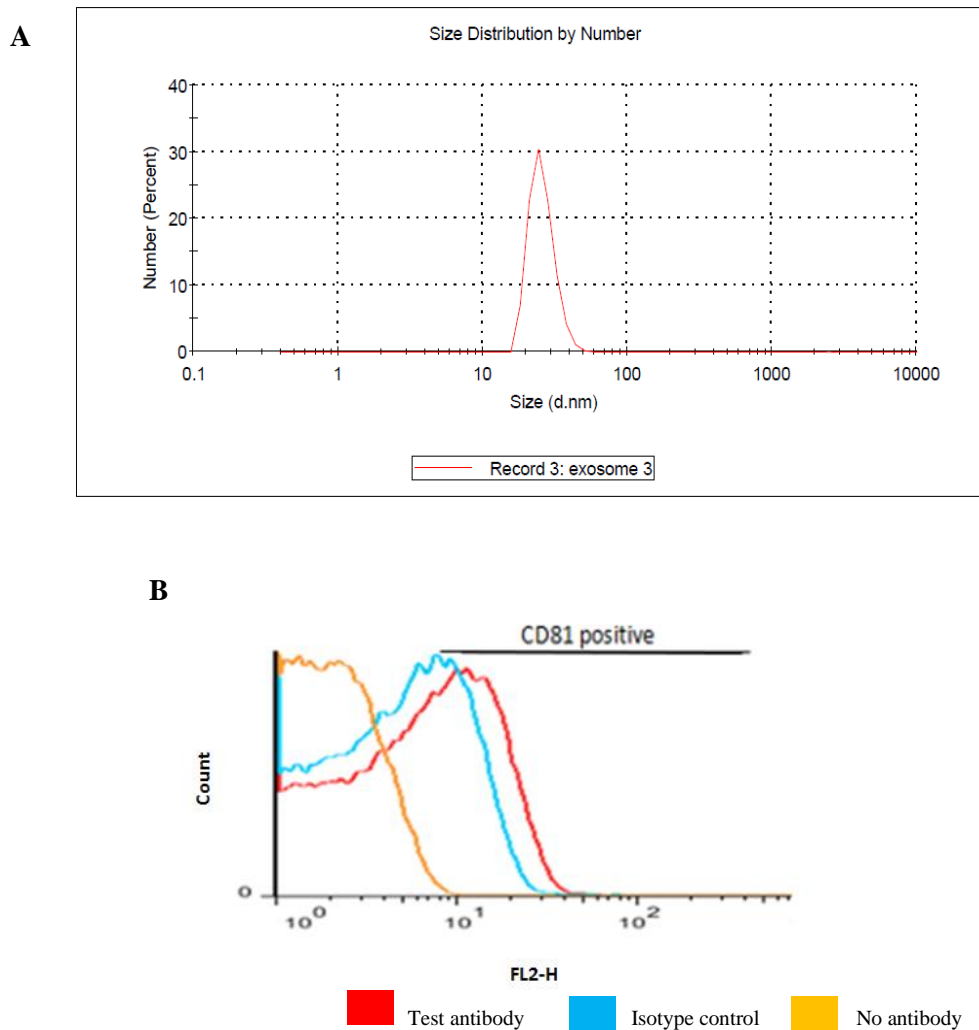 A
Size Distribution by Number
40
30
20
10
0
Number (Percent)
0.1 1 10 100 1000 10000
Size (d.nm)
Record 3: exosome 3
B
CD81 positive
Count
0
10⁰ 10¹ 10²
FL2-H
Test antibody Isotype control No antibody